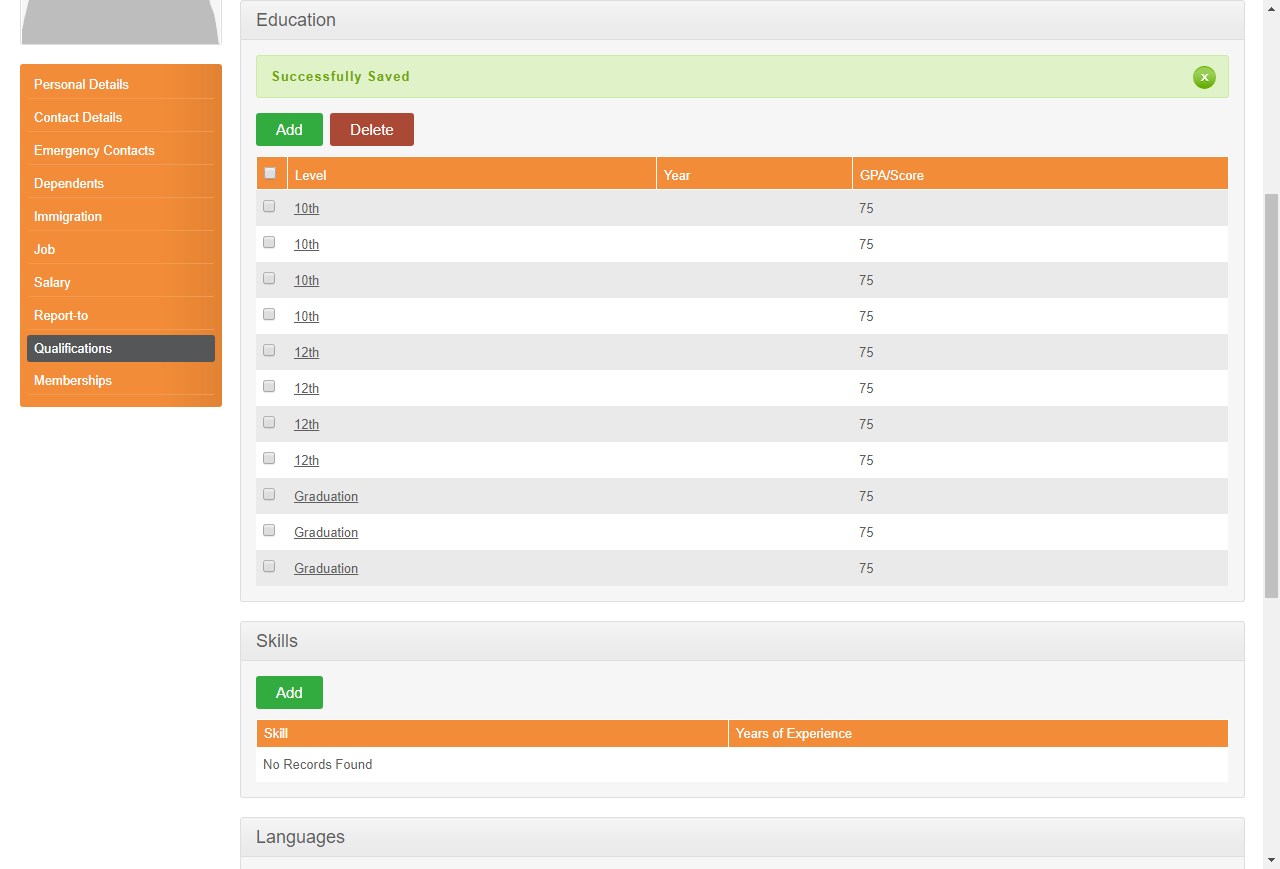 Education
Successfully Saved
x
Add Delete
Personal Details
Contact Details
Emergency Contacts
Dependents
Immigration
Job
Salary
Report-to
Qualifications
Memberships
Level Year GPA/Score
10th 75
10th 75
10th 75
10th 75
12th 75
12th 75
12th 75
12th 75
Graduation 75
Graduation 75
Graduation 75
Skills
Add
Skill Years of Experience
No Records Found
Languages